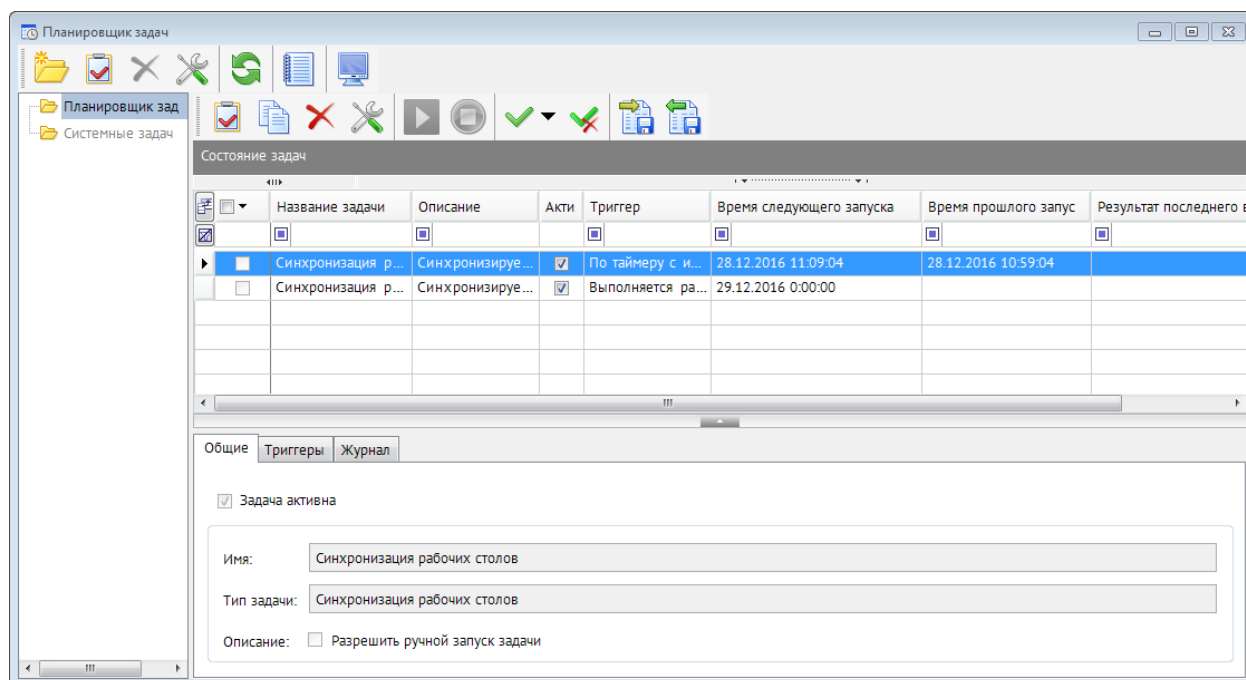 Планировщик задач
Планировщик зад
Системные задач
Состояние задач
Название задачи Описание Акти Триггер Время следующего запуска Время прошлого запус Результат последнего в
Синхронизация р... Синхронизируе... По таймеру с и... 28.12.2016 11:09:04 28.12.2016 10:59:04
Синхронизация р... Синхронизируе... Выполняется ра... 29.12.2016 0:00:00
Общие Триггеры Журнал
Задача активна
Имя: Синхронизация рабочих столов
Тип задачи: Синхронизация рабочих столов
Описание: Разрешить ручной запуск задачи